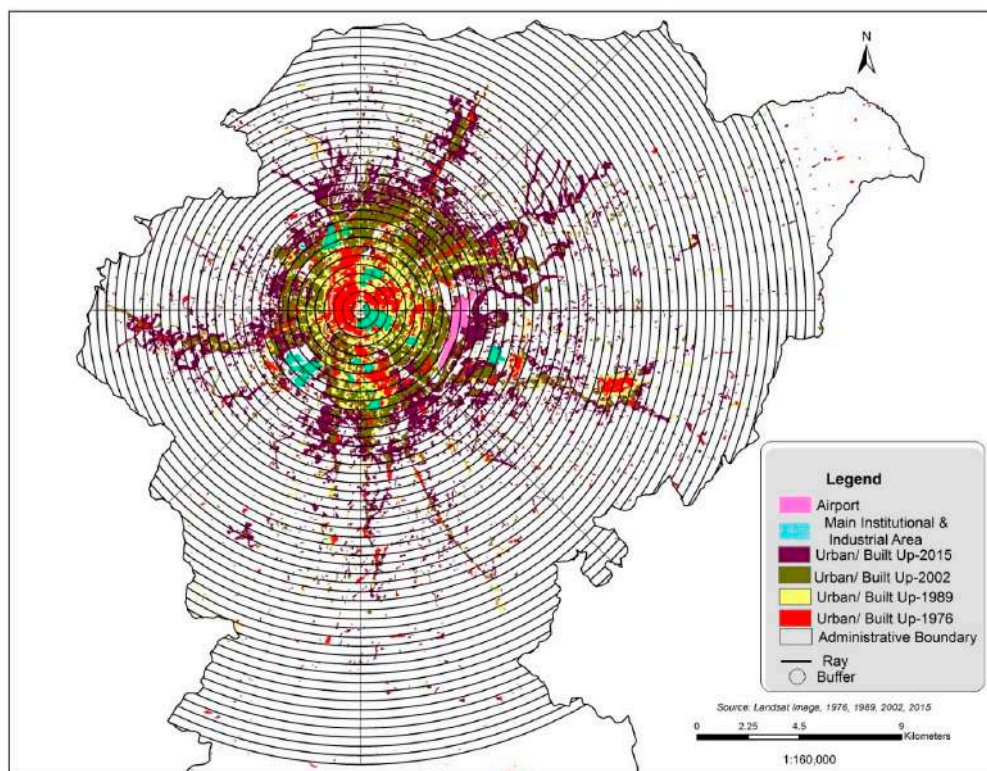 N
Legend
Airport
Main Institutional &
Industrial Area
Urban/ Built Up-2015
Urban/ Built Up-2002
Urban/ Built Up-1989
Urban/ Built Up-1976
Administrative Boundary
Ray
Buffer
Source: Landsat Image, 1976, 1989, 2002, 2015
0 2.25 4.5 9
Kilometers
1:160,000